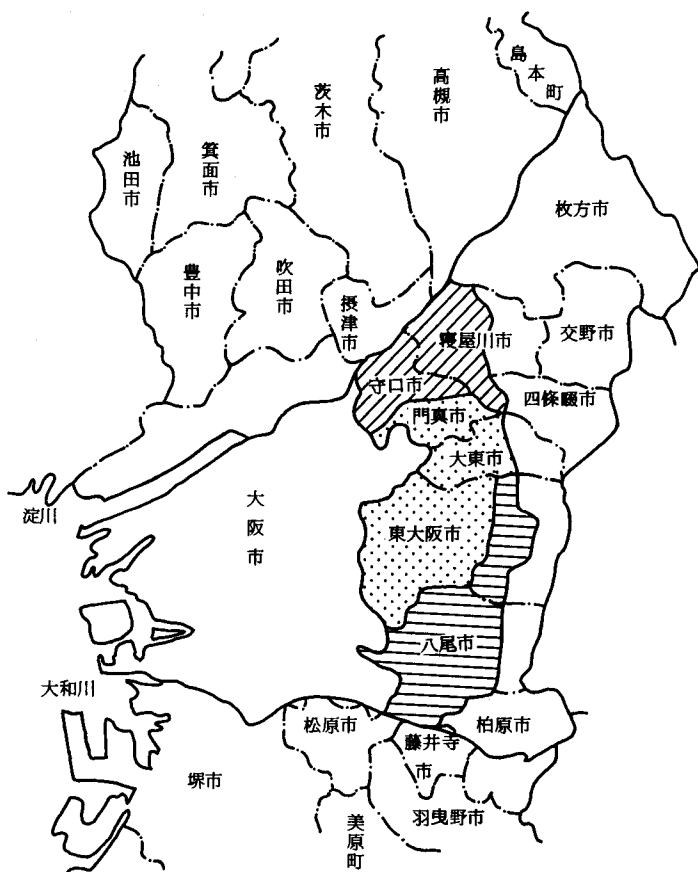 島本町
高槻市
茨木市
箕面市
池田市
枚方市
豊中市
吹田市
摂津市
寝屋川市
交野市
守口市
四條畷市
門真市
大東市
淀川
大阪市
東大阪市
八尾市
大和川
松原市
柏原市
藤井寺市
堺市
美原町
羽曳野市